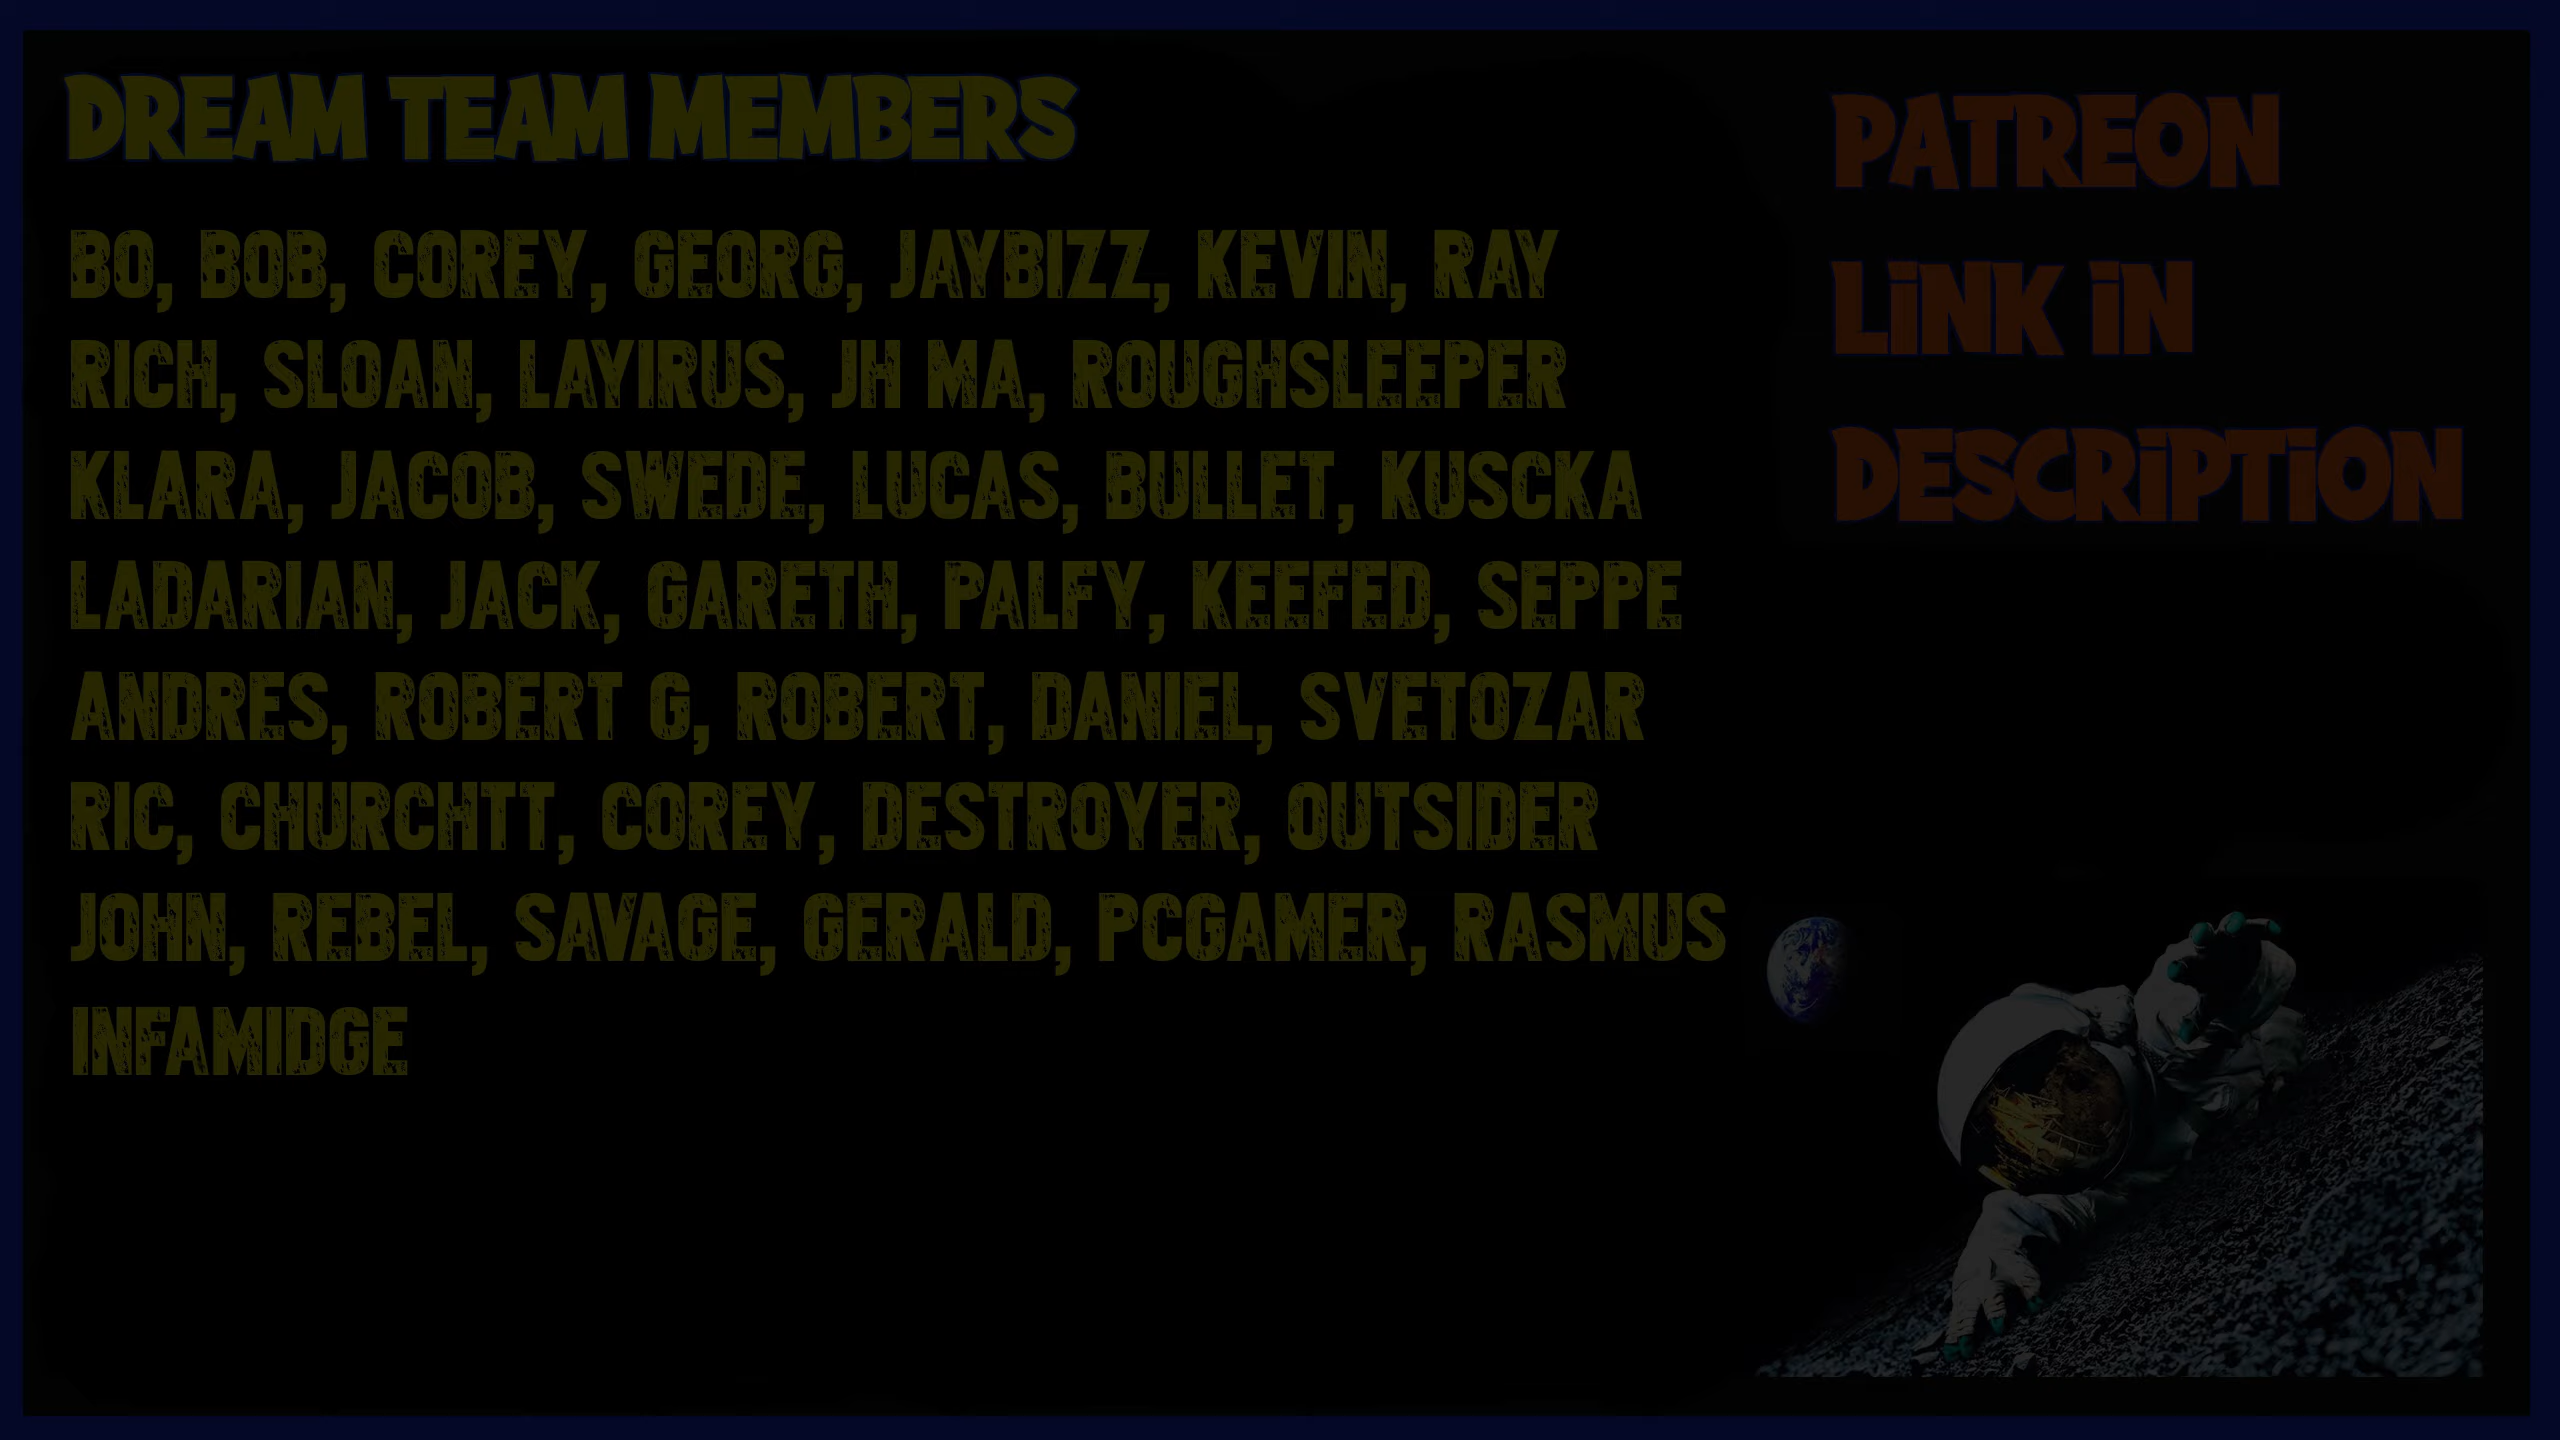 DREAM TEAM MEMBERS
BO, BOB, COREY, GEORG, JAYBIZZ, KEVIN, RAY
RICH, SLOAN, LAYIRUS, JH MA, ROUGHSLEEPER
KLARA, JACOB, SWEDE, LUCAS, BULLET, KUSCKA
LADARIAN, JACK, GARETH, PALFY, KEEFED, SEPPE
ANDRES, ROBERT G, ROBERT, DANIEL, SVETOZAR
RIC, CHURCHTT, COREY, DESTROYER, OUTSIDER
JOHN, REBEL, SAVAGE, GERALD, PCGAMER, RASMUS
INFAMIDGE
PATREON
LiNK iN
DESCRiPTiON